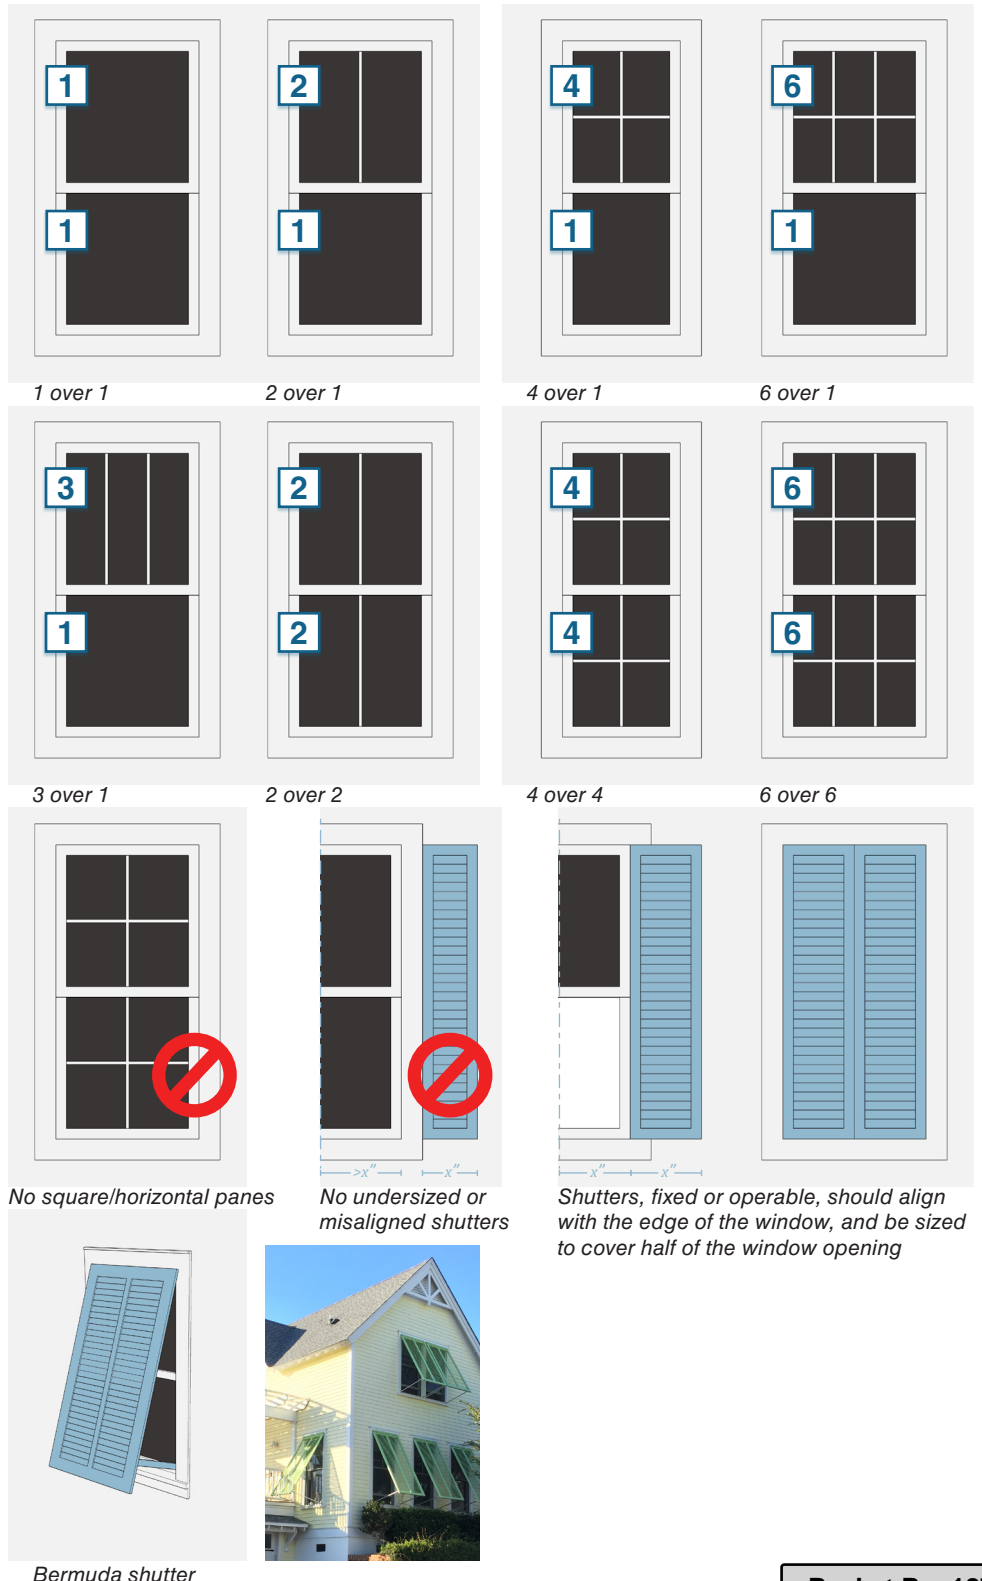 1
2
4
6
1
1
1
1
1 over 1
2 over 1
4 over 1
6 over 1
3
2
4
6
1
2
4
6
3 over 1
2 over 2
4 over 4
6 over 6
>x"
x"
x"
x"
No square/horizontal panes
No undersized or
misaligned shutters
Shutters, fixed or operable, should align
with the edge of the window, and be sized
to cover half of the window opening
Bermuda shutter